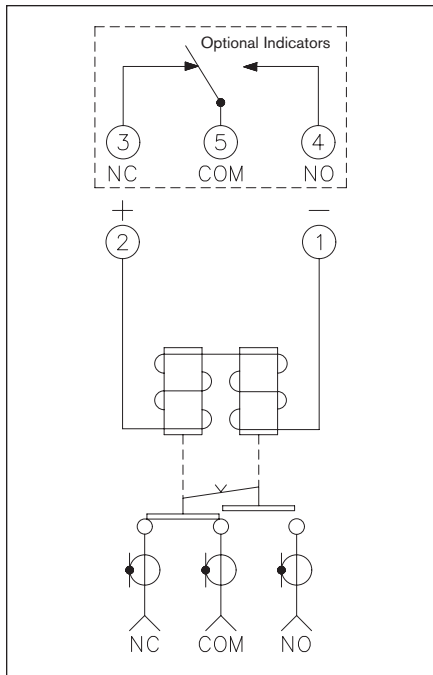 Optional Indicators
3 5 4
NC COM NO
+ −
2 1
NC COM NO